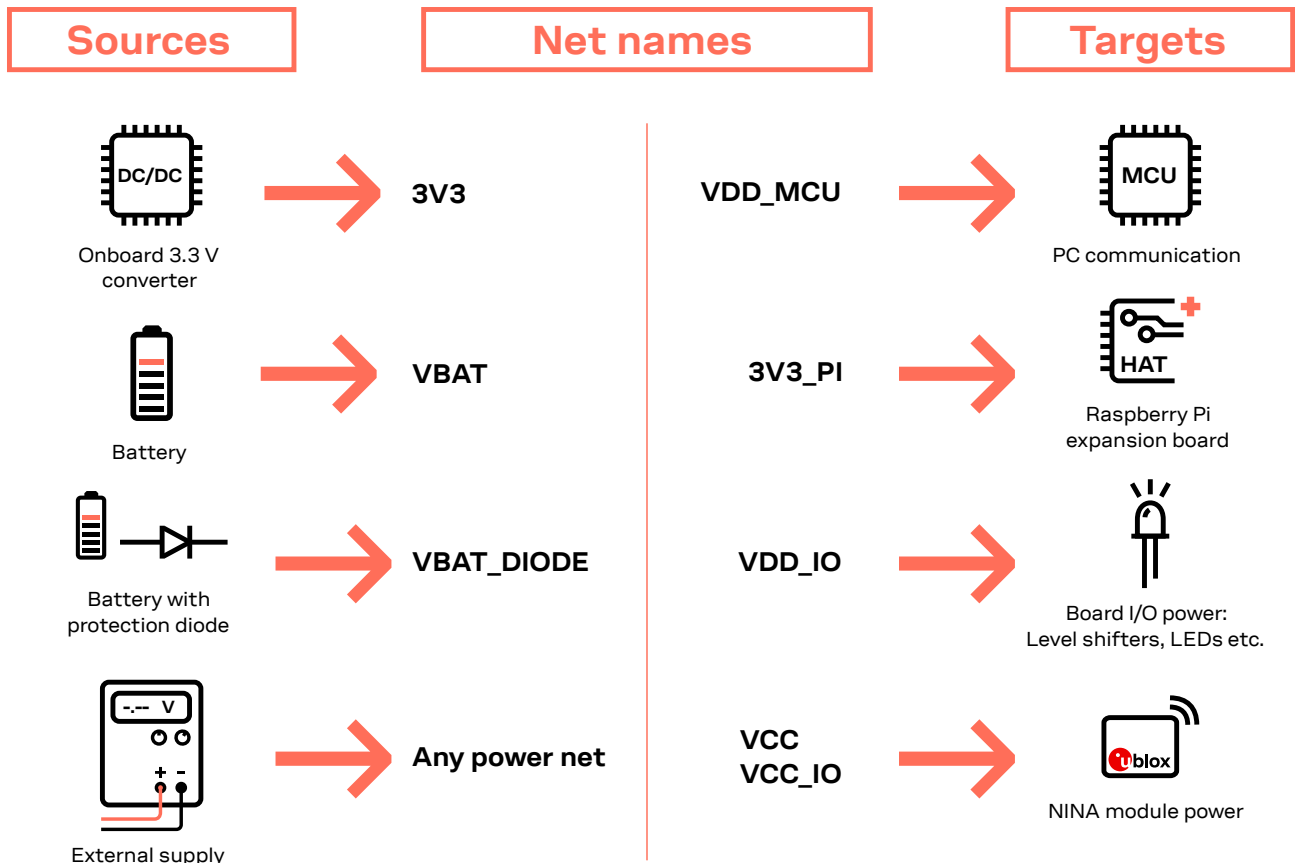 Sources
Net names
Targets
DC/DC
Onboard 3.3 V
converter
3V3
VDD_MCU
MCU
PC communication
Battery
VBAT
3V3_PI
HAT
Raspberry Pi
expansion board
Battery with
protection diode
VBAT_DIODE
VDD_IO
Board I/O power:
Level shifters, LEDs etc.
-.-- V
+ -
External supply
Any power net
VCC
VCC_IO
ublox
NINA module power